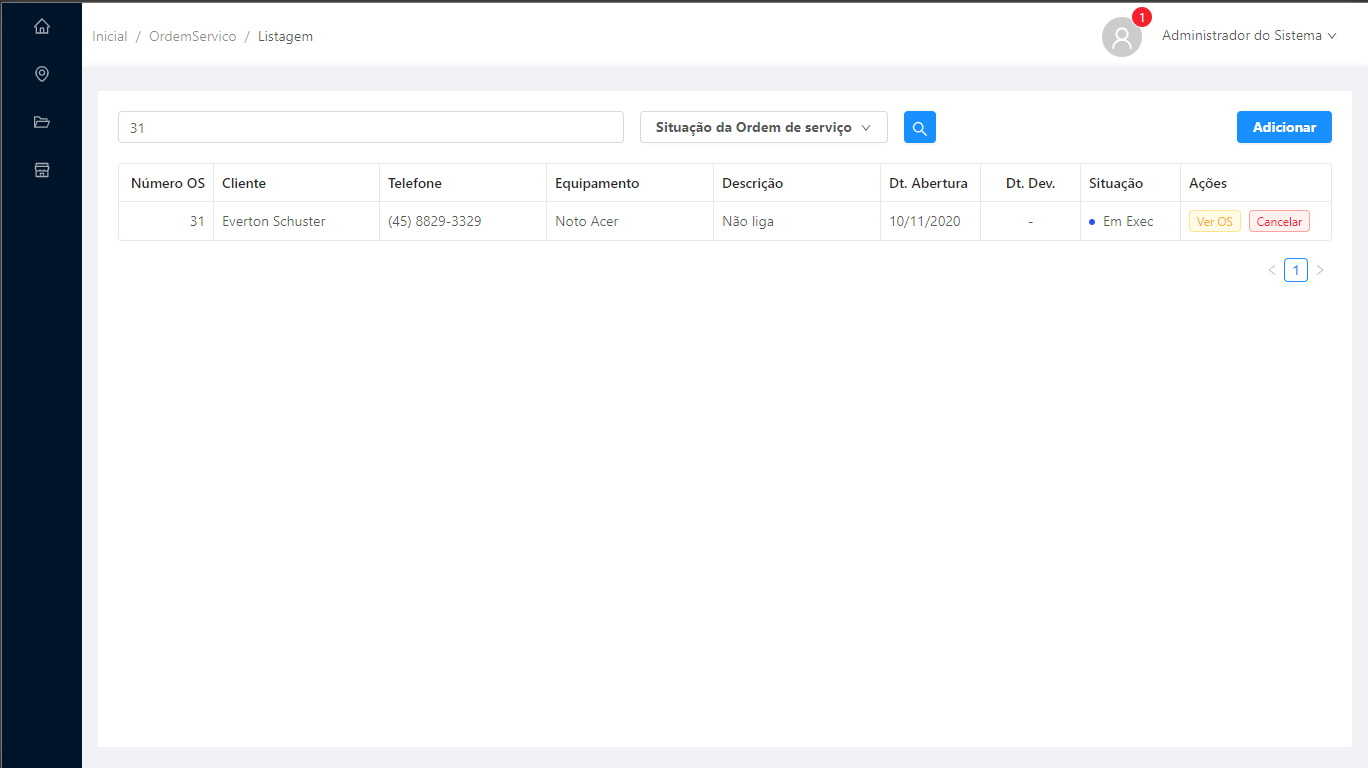 Inicial / OrdemServico / Listagem
1
Administrador do Sistema
31
Situação da Ordem de serviço
Adicionar
Número OS Cliente Telefone Equipamento Descrição Dt. Abertura Dt. Dev. Situação Ações
31 Everton Schuster (45) 8829-3329 Noto Acer Não liga 10/11/2020 - Em Exec Ver OS Cancelar
< 1 >